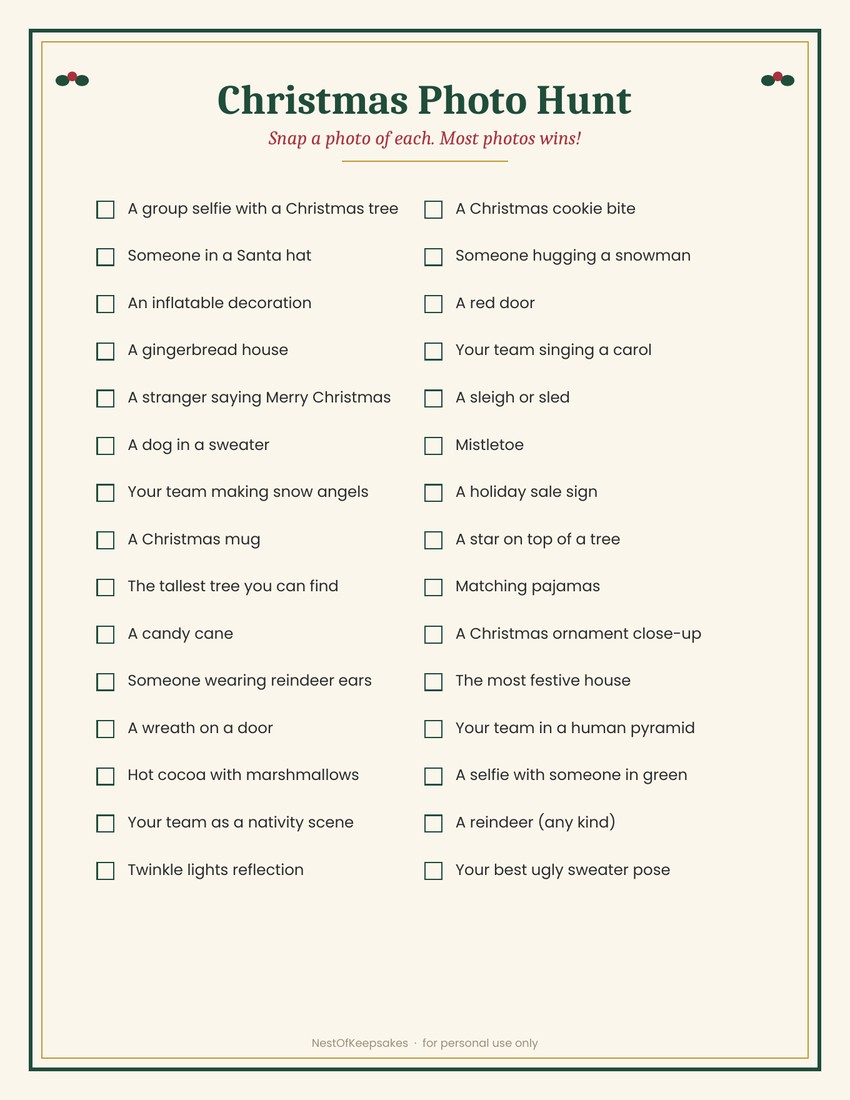 Christmas Photo Hunt
Snap a photo of each. Most photos wins!
A group selfie with a Christmas tree
Someone in a Santa hat
An inflatable decoration
A gingerbread house
A stranger saying Merry Christmas
A dog in a sweater
Your team making snow angels
A Christmas mug
The tallest tree you can find
A candy cane
Someone wearing reindeer ears
A wreath on a door
Hot cocoa with marshmallows
Your team as a nativity scene
Twinkle lights reflection
A Christmas cookie bite
Someone hugging a snowman
A red door
Your team singing a carol
A sleigh or sled
Mistletoe
A holiday sale sign
A star on top of a tree
Matching pajamas
A Christmas ornament close-up
The most festive house
Your team in a human pyramid
A selfie with someone in green
A reindeer (any kind)
Your best ugly sweater pose
NestOfKeepsakes · for personal use only